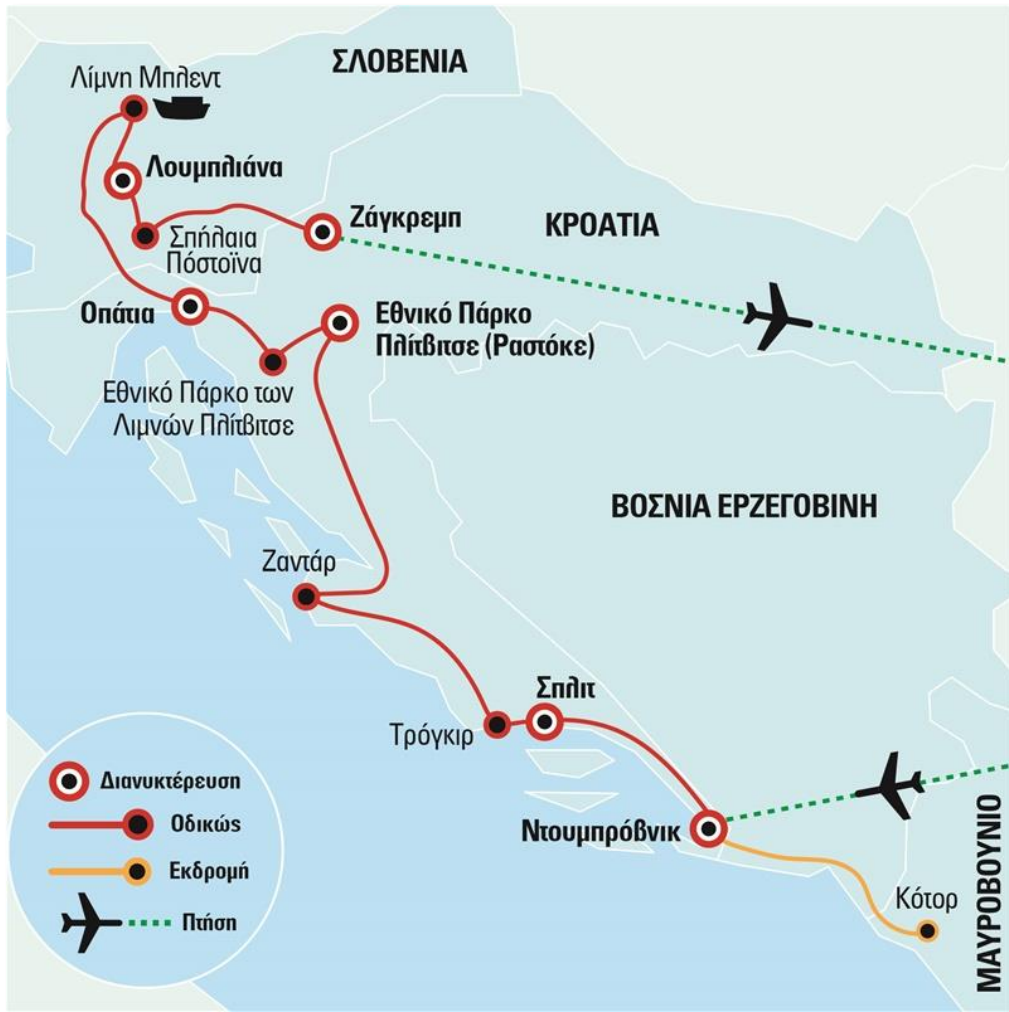 ΣΛΟΒΕΝΙΑ
Λίμνη Μπλεντ
Λουμπλιάνα
Ζάγκρεμπ
ΚΡΟΑΤΙΑ
Σπήλαια
Πόστοϊνα
Οπάτια
Εθνικό Πάρκο
Πλίτβιτσε (Ραστόκε)
Εθνικό Πάρκο των
Λιμνών Πλίτβιτσε
ΒΟΣΝΙΑ ΕΡΖΕΓΟΒΙΝΗ
Ζαντάρ
Σπλιτ
Τρόγκιρ
Ντουμπρόβνικ
Κότορ
ΜΑΥΡΟΒΟΥΝΙΟ
Διανυκτέρευση
Οδικώς
Εκδρομή
Πτήση